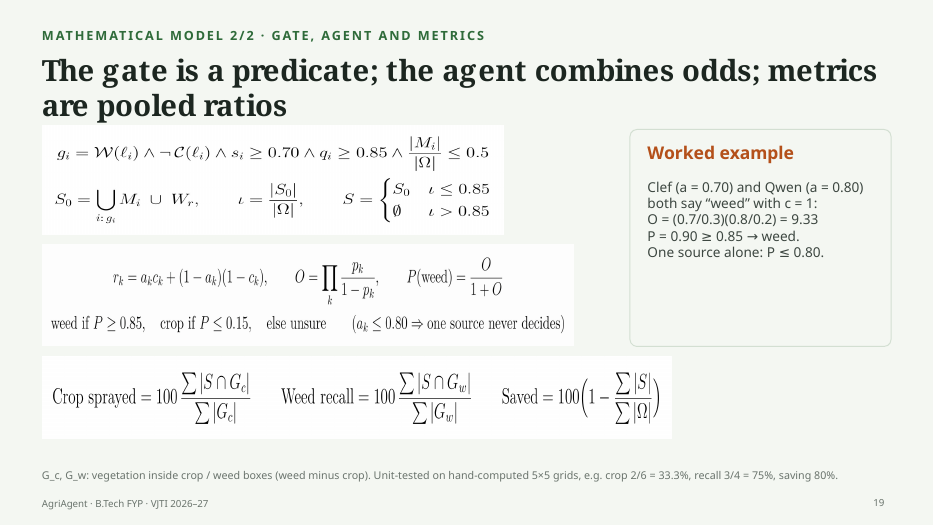 MATHEMATICAL MODEL 2/2 · GATE, AGENT AND METRICS
The gate is a predicate; the agent combines odds; metrics
are pooled ratios
g_i = 𝒲(ℓ_i) ∧ ¬ 𝒞(ℓ_i) ∧ s_i ≥ 0.70 ∧ q_i ≥ 0.85 ∧ |M_i|/|Ω| ≤ 0.5
S_0 = ⋃_{i: g_i} M_i ∪ W_r, ι = |S_0|/|Ω|, S = { S_0 ι ≤ 0.85
∅ ι > 0.85
r_k = a_k c_k + (1 − a_k)(1 − c_k), O = ∏_k p_k/(1 − p_k), P(weed) = O/(1 + O)
weed if P ≥ 0.85, crop if P ≤ 0.15, else unsure (a_k ≤ 0.80 ⇒ one source never decides)
Crop sprayed = 100 ∑|S ∩ G_c|/∑|G_c| Weed recall = 100 ∑|S ∩ G_w|/∑|G_w| Saved = 100(1 − ∑|S|/∑|Ω|)
Worked example
Clef (a = 0.70) and Qwen (a = 0.80)
both say “weed” with c = 1:
O = (0.7/0.3)(0.8/0.2) = 9.33
P = 0.90 ≥ 0.85 → weed.
One source alone: P ≤ 0.80.
G_c, G_w: vegetation inside crop / weed boxes (weed minus crop). Unit-tested on hand-computed 5×5 grids, e.g. crop 2/6 = 33.3%, recall 3/4 = 75%, saving 80%.
AgriAgent · B.Tech FYP · VJTI 2026–27
19